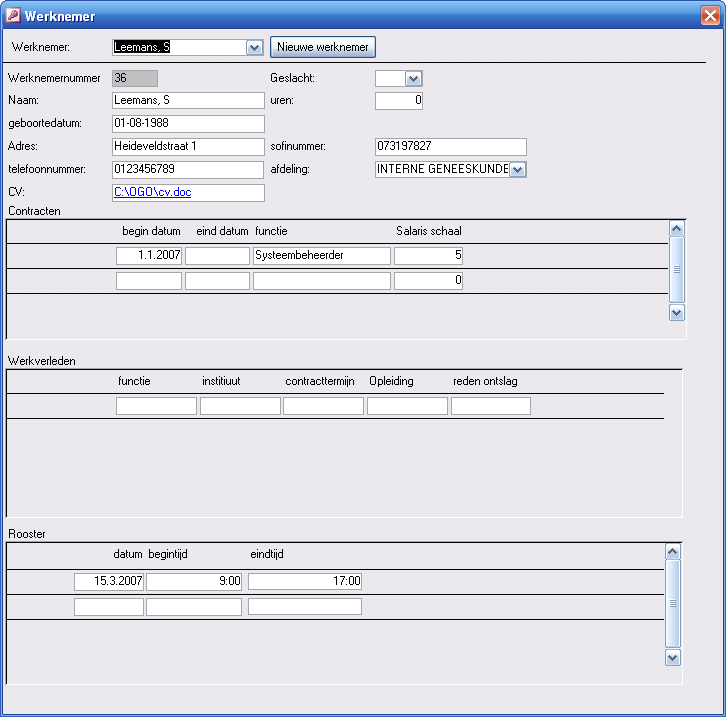 Werknemer
Werknemer: Leemans, S Nieuwe werknemer
Werknemernummer 36 Geslacht:
Naam: Leemans, S uren: 0
geboortedatum: 01-08-1988
Adres: Heideveldstraat 1 sofinummer: 073197827
telefoonnummer: 0123456789 afdeling: INTERNE GENEESKUNDE
CV: C:\OGO\cv.doc
Contracten
begin datum eind datum functie Salaris schaal
1.1.2007 Systeembeheerder 5
0
Werkverleden
functie institiuut contracttermijn Opleiding reden ontslag
Rooster
datum begintijd eindtijd
15.3.2007 9:00 17:00